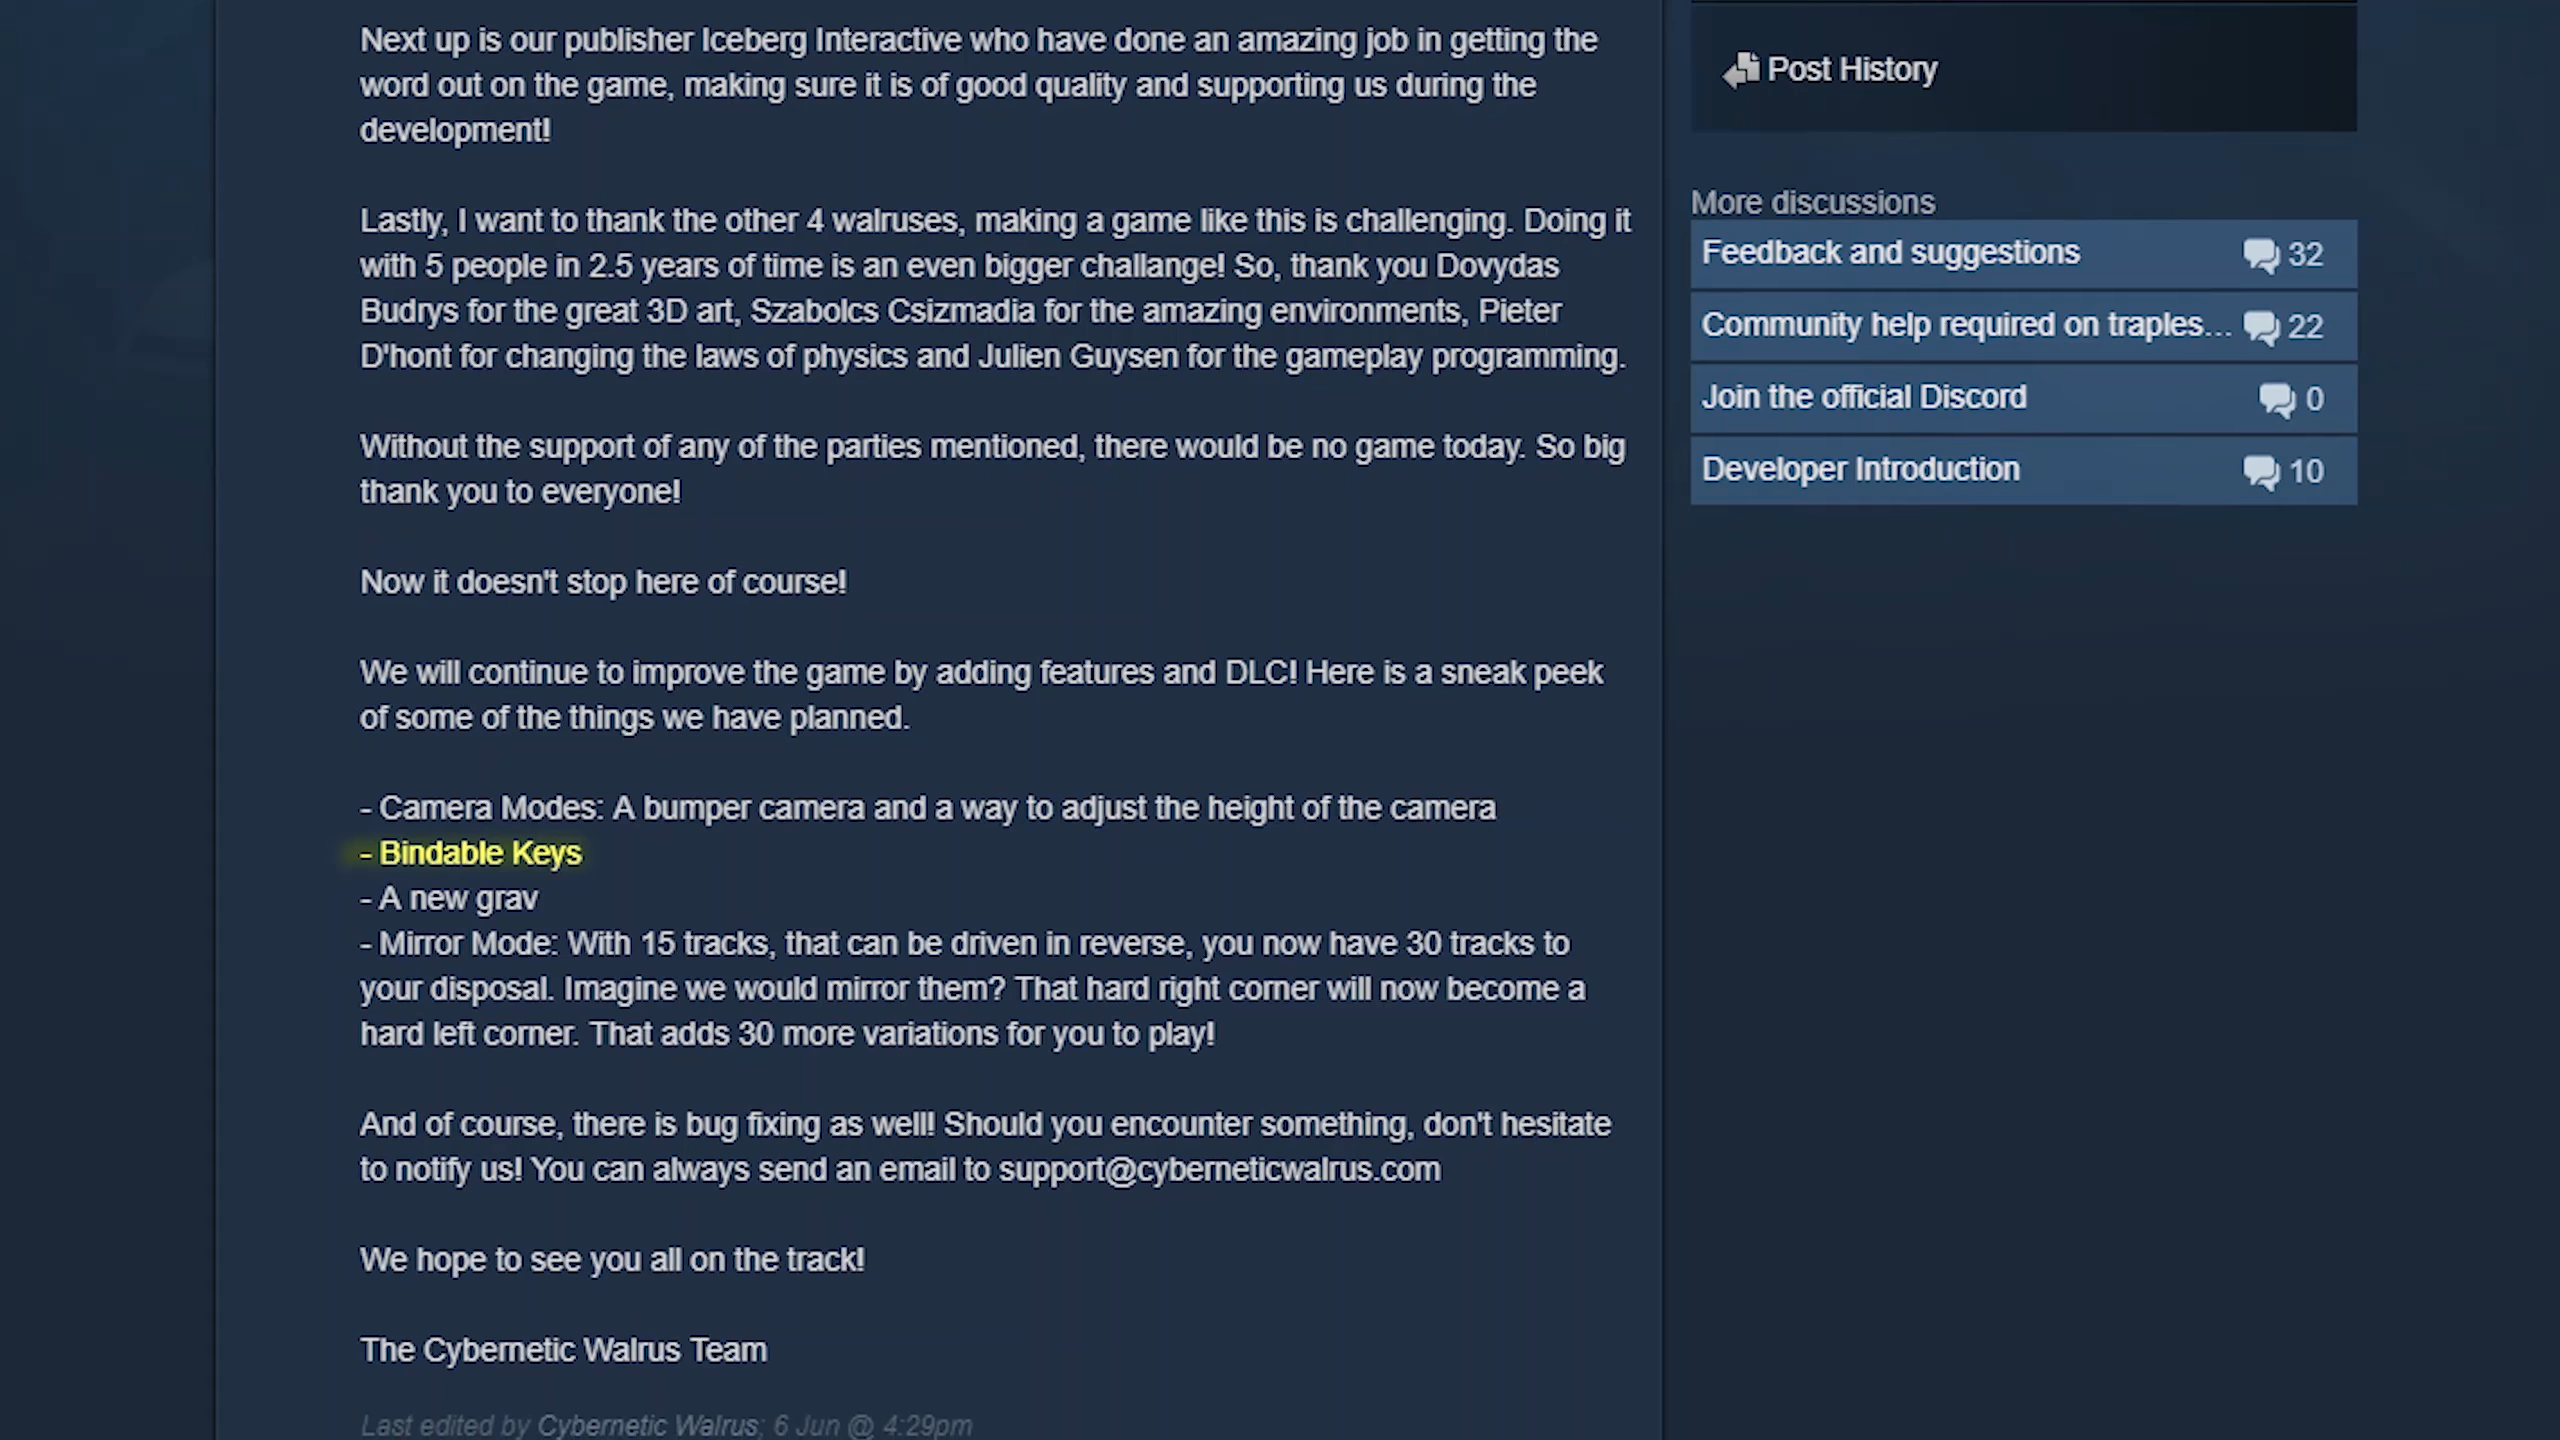 Next up is our publisher Iceberg Interactive who have done an amazing job in getting the
word out on the game, making sure it is of good quality and supporting us during the
development!
Lastly, I want to thank the other 4 walruses, making a game like this is challenging. Doing it
with 5 people in 2.5 years of time is an even bigger challange! So, thank you Dovydas
Budrys for the great 3D art, Szabolcs Csizmadia for the amazing environments, Pieter
D'hont for changing the laws of physics and Julien Guysen for the gameplay programming.
Without the support of any of the parties mentioned, there would be no game today. So big
thank you to everyone!
Now it doesn't stop here of course!
We will continue to improve the game by adding features and DLC! Here is a sneak peek
of some of the things we have planned.
- Camera Modes: A bumper camera and a way to adjust the height of the camera
- Bindable Keys
- A new grav
- Mirror Mode: With 15 tracks, that can be driven in reverse, you now have 30 tracks to
your disposal. Imagine we would mirror them? That hard right corner will now become a
hard left corner. That adds 30 more variations for you to play!
And of course, there is bug fixing as well! Should you encounter something, don't hesitate
to notify us! You can always send an email to support@cyberneticwalrus.com
We hope to see you all on the track!
The Cybernetic Walrus Team
Last edited by Cybernetic Walrus; 6 Jun @ 4:29pm
Post History
More discussions
Feedback and suggestions 32
Community help required on traples... 22
Join the official Discord 0
Developer Introduction 10